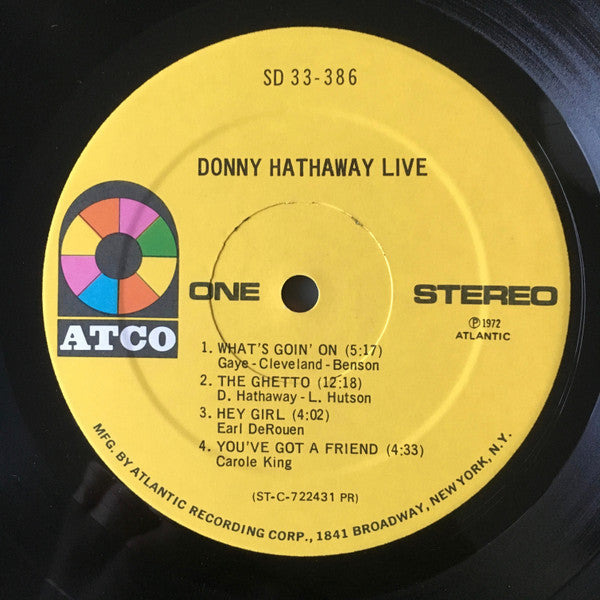 SD 33-386
DONNY HATHAWAY LIVE
ATCO
ONE
STEREO
℗ 1972
ATLANTIC
1. WHAT'S GOIN' ON (5:17)
Gaye - Cleveland - Benson
2. THE GHETTO (12:18)
D. Hathaway - L. Hutson
3. HEY GIRL (4:02)
Earl DeRouen
4. YOU'VE GOT A FRIEND (4:33)
Carole King
(ST-C-722431 PR)
MFG. BY ATLANTIC RECORDING CORP., 1841 BROADWAY, NEW YORK, N.Y.